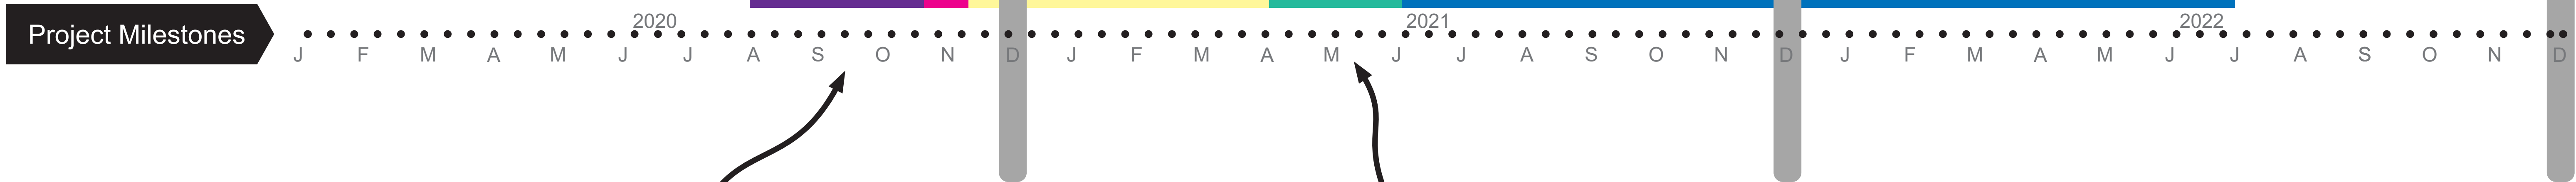 Project Milestones
2020 2021 2022
J F M A M J J A S O N D J F M A M J J A S O N D J F M A M J J A S O N D